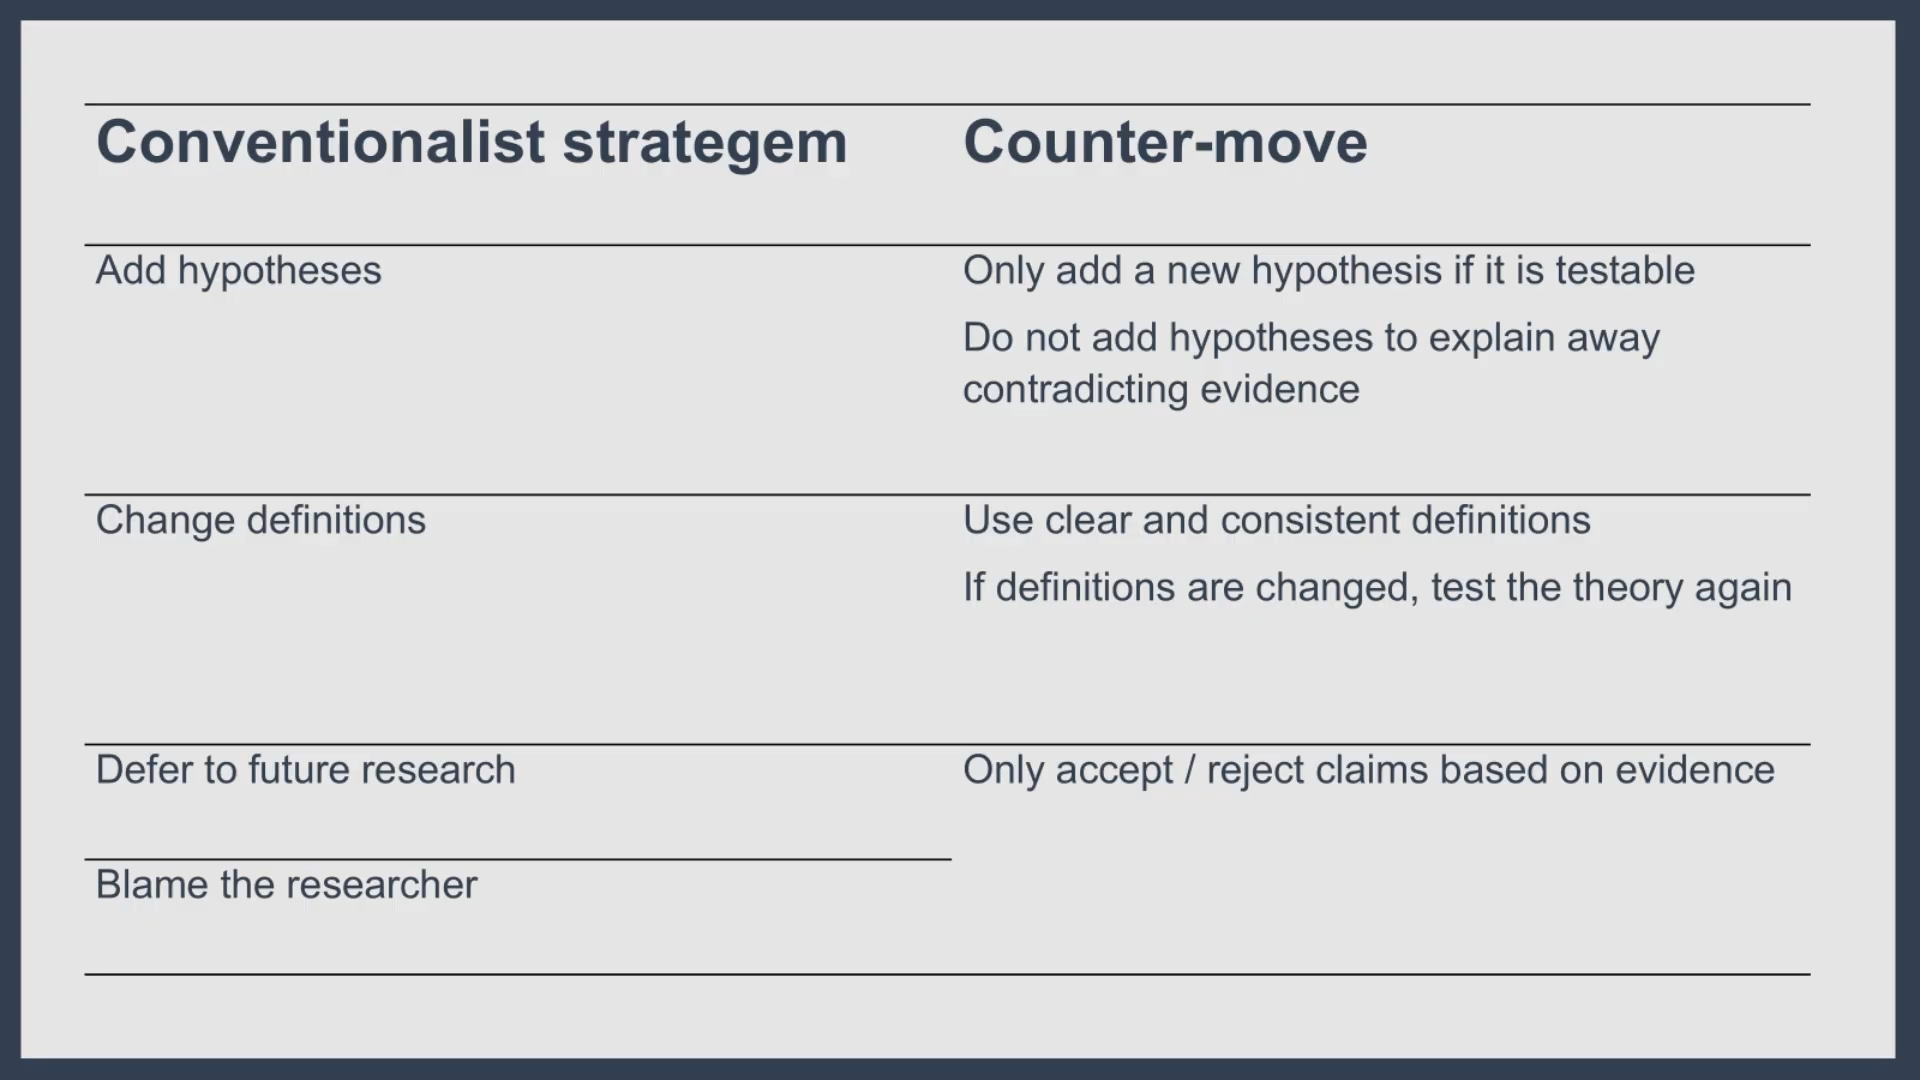 Conventionalist strategem
Counter-move
Add hypotheses
Only add a new hypothesis if it is testable
Do not add hypotheses to explain away
contradicting evidence
Change definitions
Use clear and consistent definitions
If definitions are changed, test the theory again
Defer to future research
Only accept / reject claims based on evidence
Blame the researcher